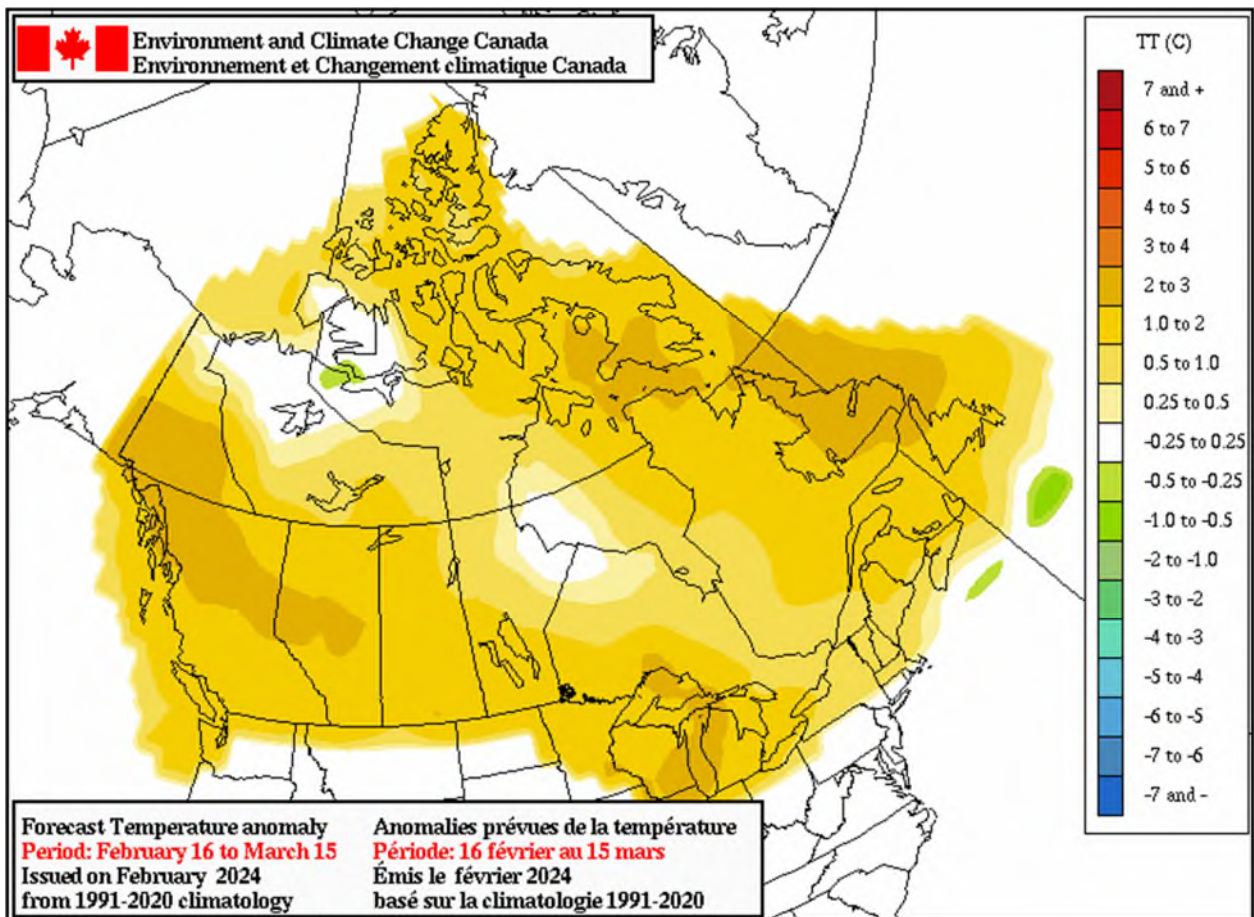 Environment and Climate Change Canada
Environnement et Changement climatique Canada
TT (C)
7 and +
6 to 7
5 to 6
4 to 5
3 to 4
2 to 3
1.0 to 2
0.5 to 1.0
0.25 to 0.5
-0.25 to 0.25
-0.5 to -0.25
-1.0 to -0.5
-2 to -1.0
-3 to -2
-4 to -3
-5 to -4
-6 to -5
-7 to -6
-7 and -
Forecast Temperature anomaly
Period: February 16 to March 15
Issued on February 2024
from 1991-2020 climatology
Anomalies prévues de la température
Période: 16 février au 15 mars
Émis le février 2024
basé sur la climatologie 1991-2020